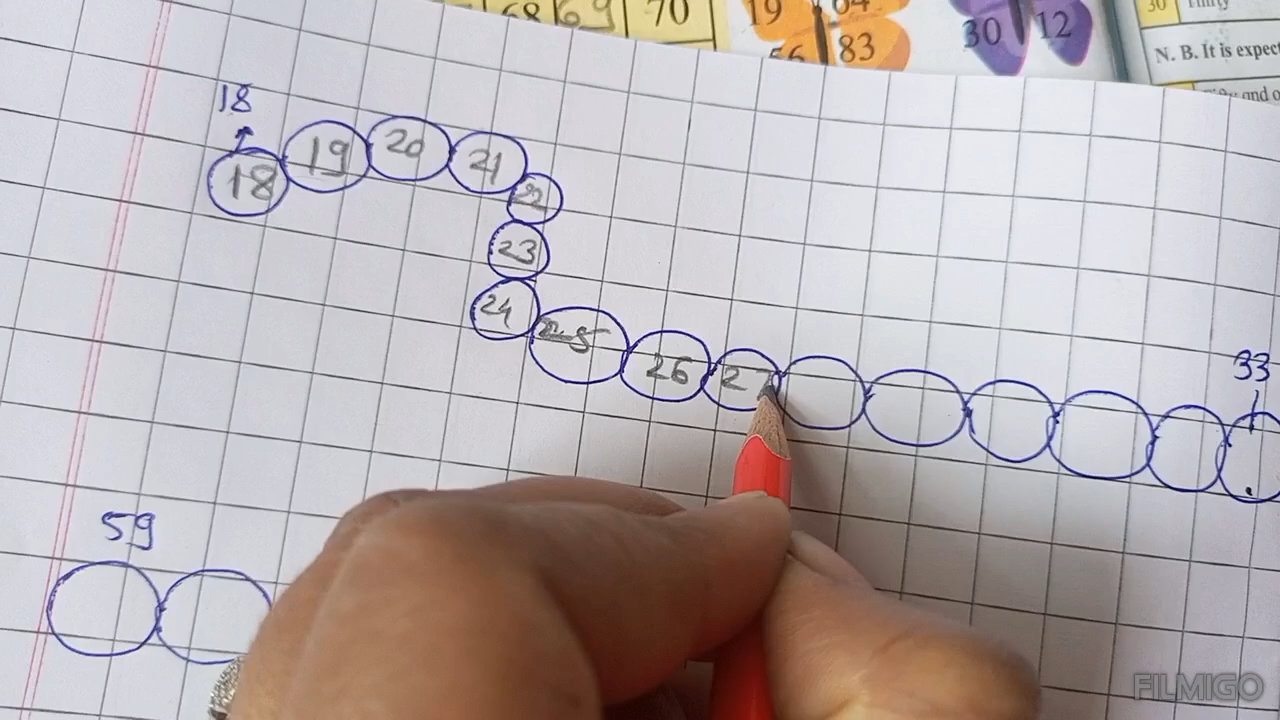 68 69 70
19 64
56 83
30 12
30
N. B. It is expect
and o
18
18 19 20 21
22
23
24 25 26 27
33
59
FILMIGO